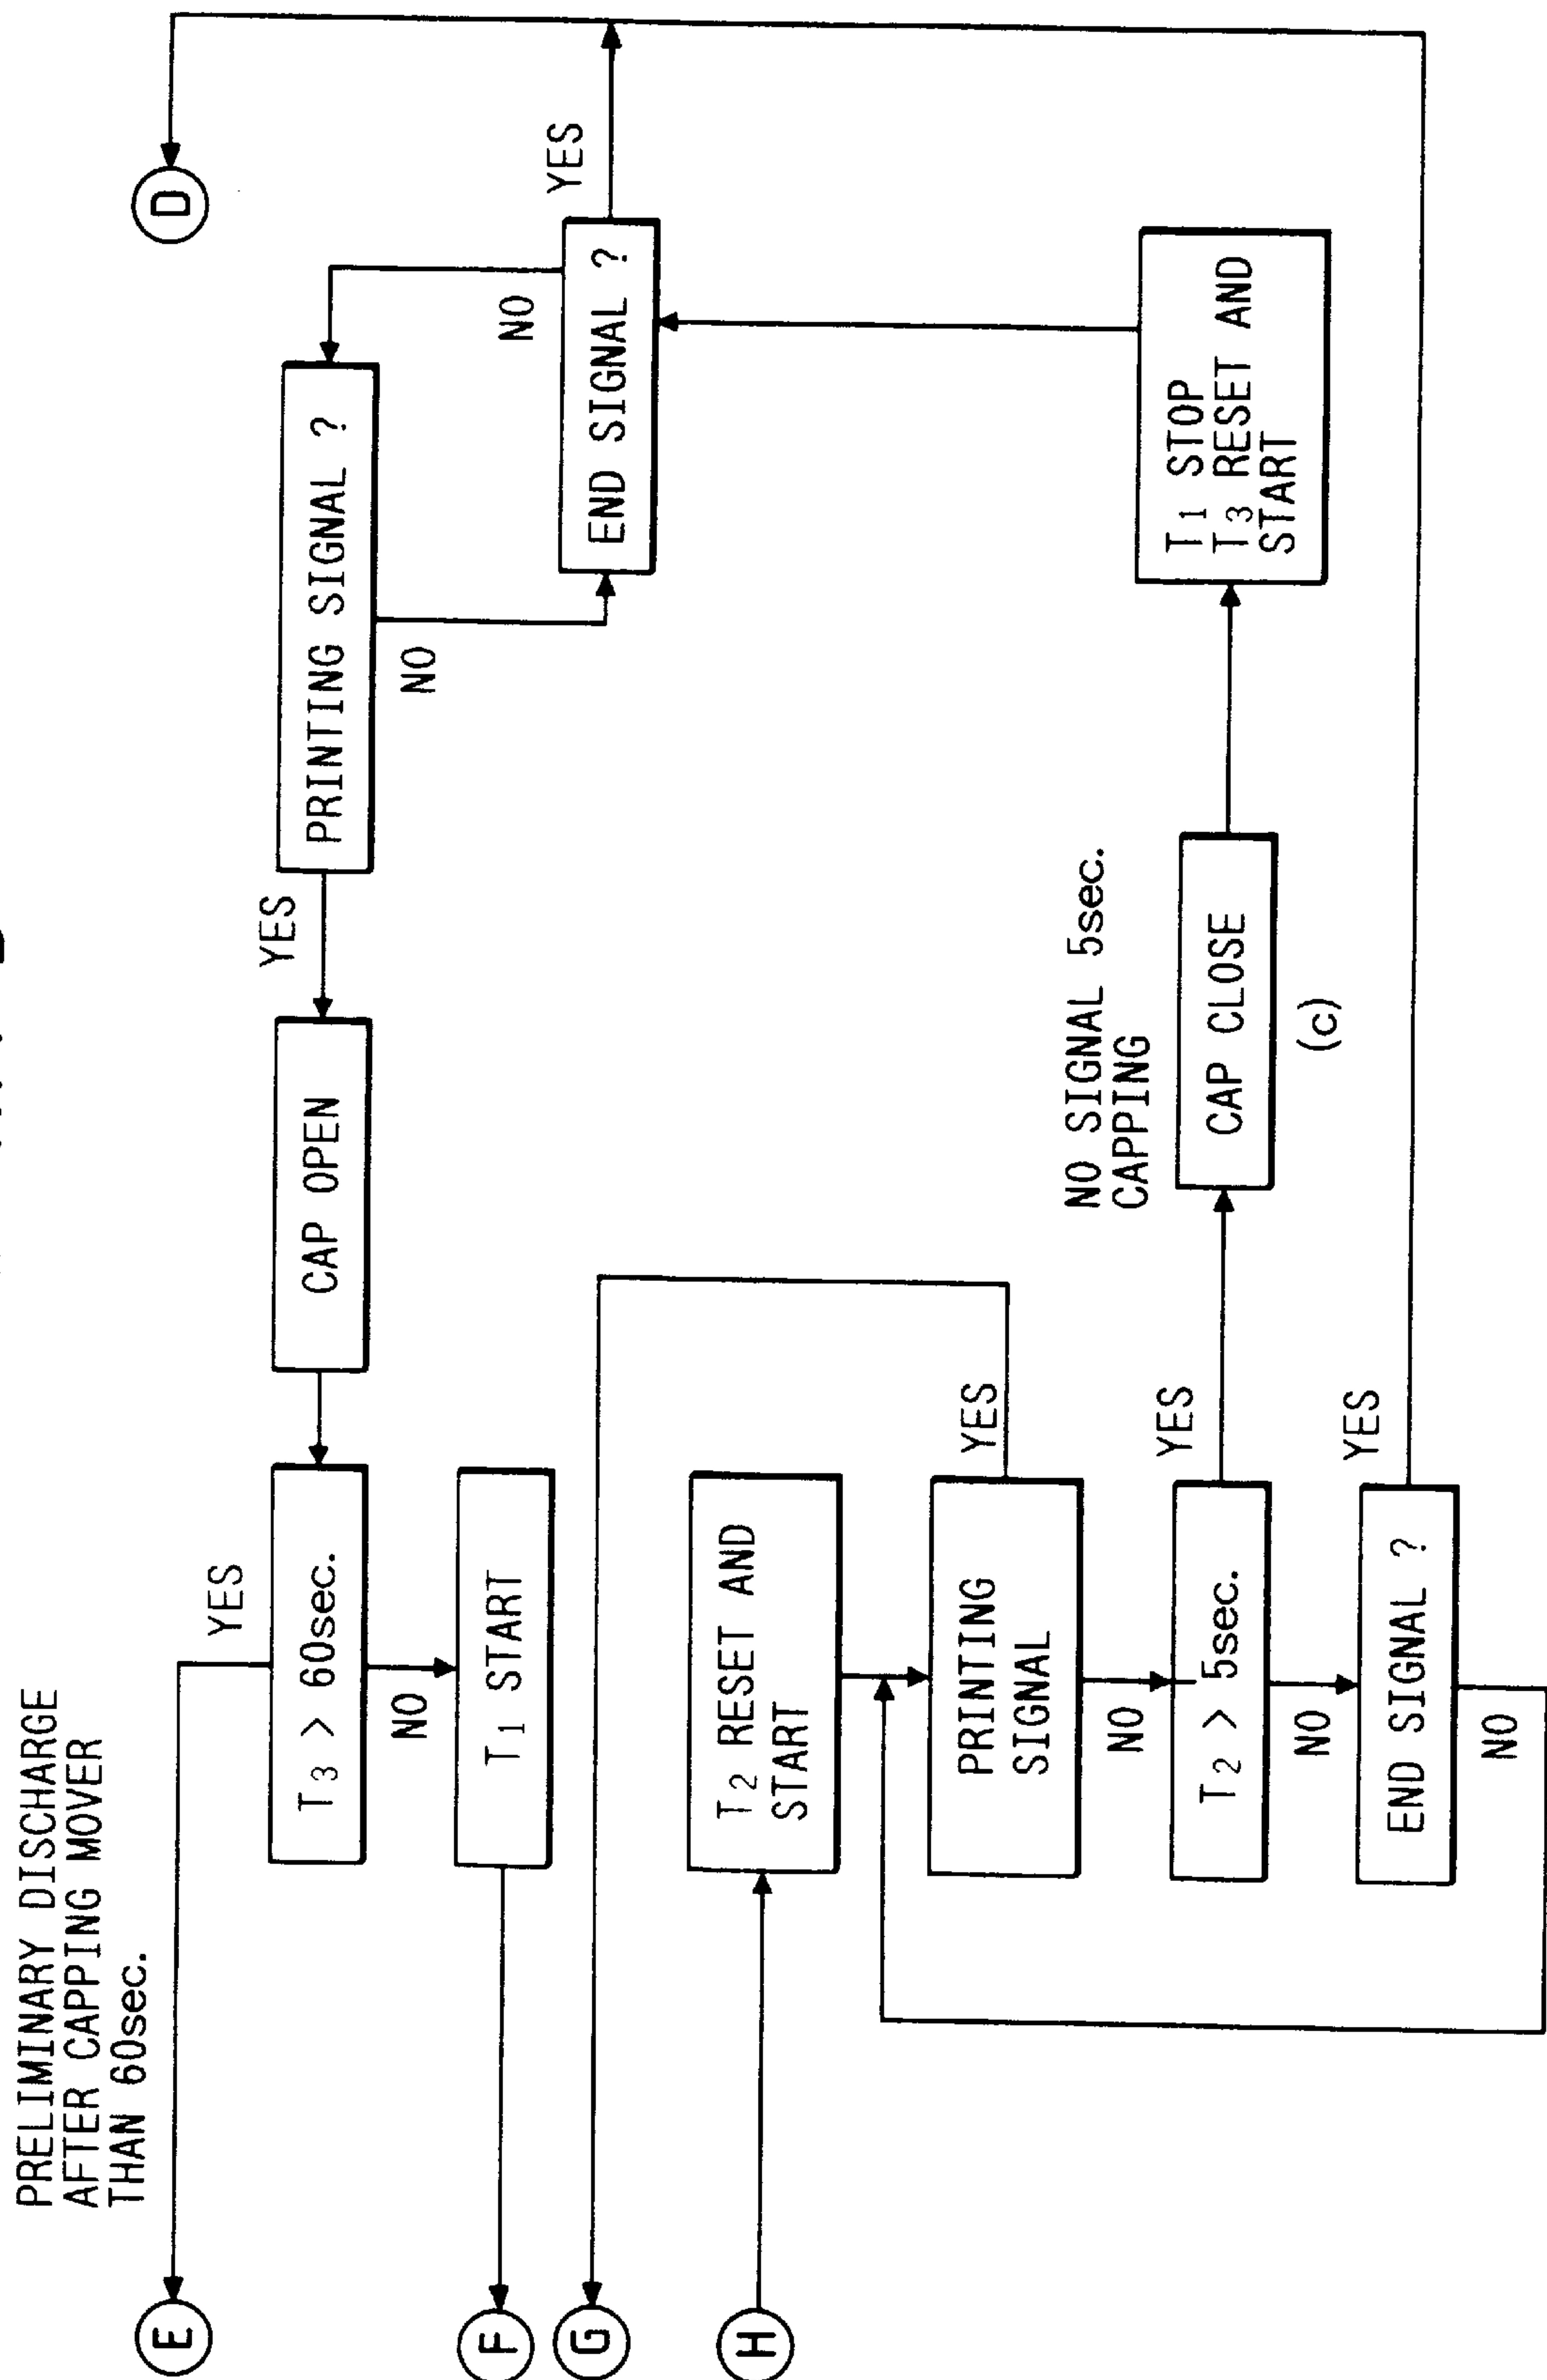 PRELIMINARY DISCHARGE
AFTER CAPPING MOVER
THAN 60sec.
E
YES
T3 > 60sec.
CAP OPEN
YES
PRINTING SIGNAL ?
D
NO
NO
T1 START
F
NO
END SIGNAL ?
YES
G
H
T2 RESET AND
START
PRINTING
SIGNAL
YES
NO
T2 > 5sec.
YES
NO SIGNAL 5sec.
CAPPING
CAP CLOSE
(c)
T1 STOP
T3 RESET AND
START
NO
END SIGNAL ?
YES
NO